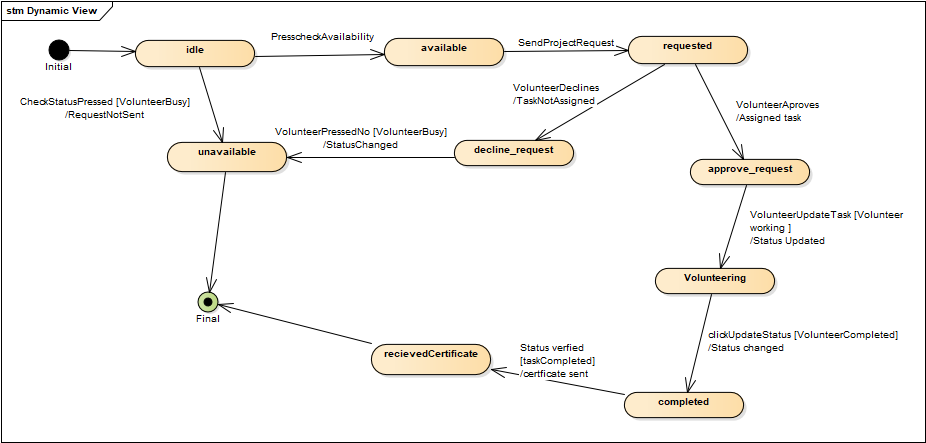 stm Dynamic View
Initial
idle
PresscheckAvailability
available
SendProjectRequest
requested
CheckStatusPressed [VolunteerBusy]
/RequestNotSent
VolunteerDeclines
/TaskNotAssigned
VolunteerAproves
/Assigned task
unavailable
VolunteerPressedNo [VolunteerBusy]
/StatusChanged
decline_request
approve_request
VolunteerUpdateTask [Volunteer
working ]
/Status Updated
Volunteering
Final
clickUpdateStatus [VolunteerCompleted]
/Status changed
recievedCertificate
Status verfied
[taskCompleted]
/certficate sent
completed